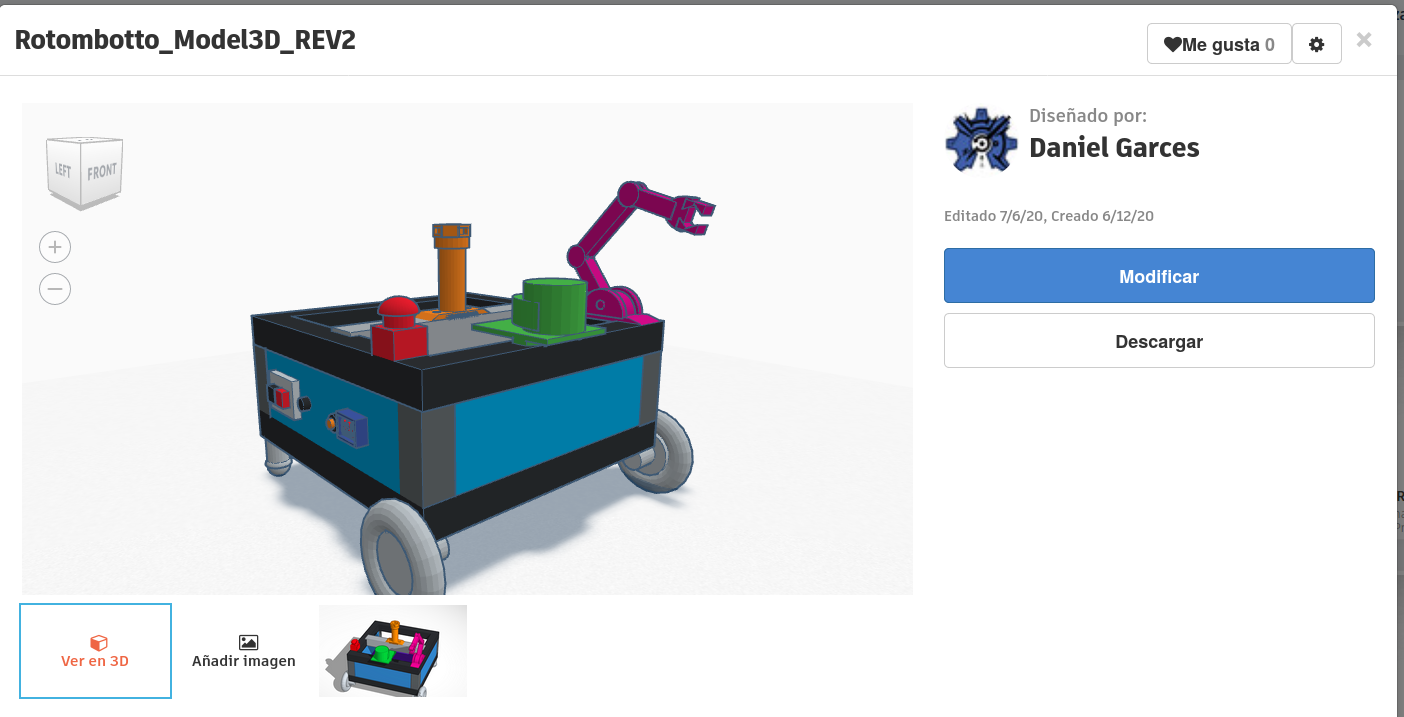 Rotombotto_Model3D_REV2
Me gusta 0
LEFT
FRONT
Diseñado por:
Daniel Garces
Editado 7/6/20, Creado 6/12/20
Modificar
Descargar
Ver en 3D
Añadir imagen